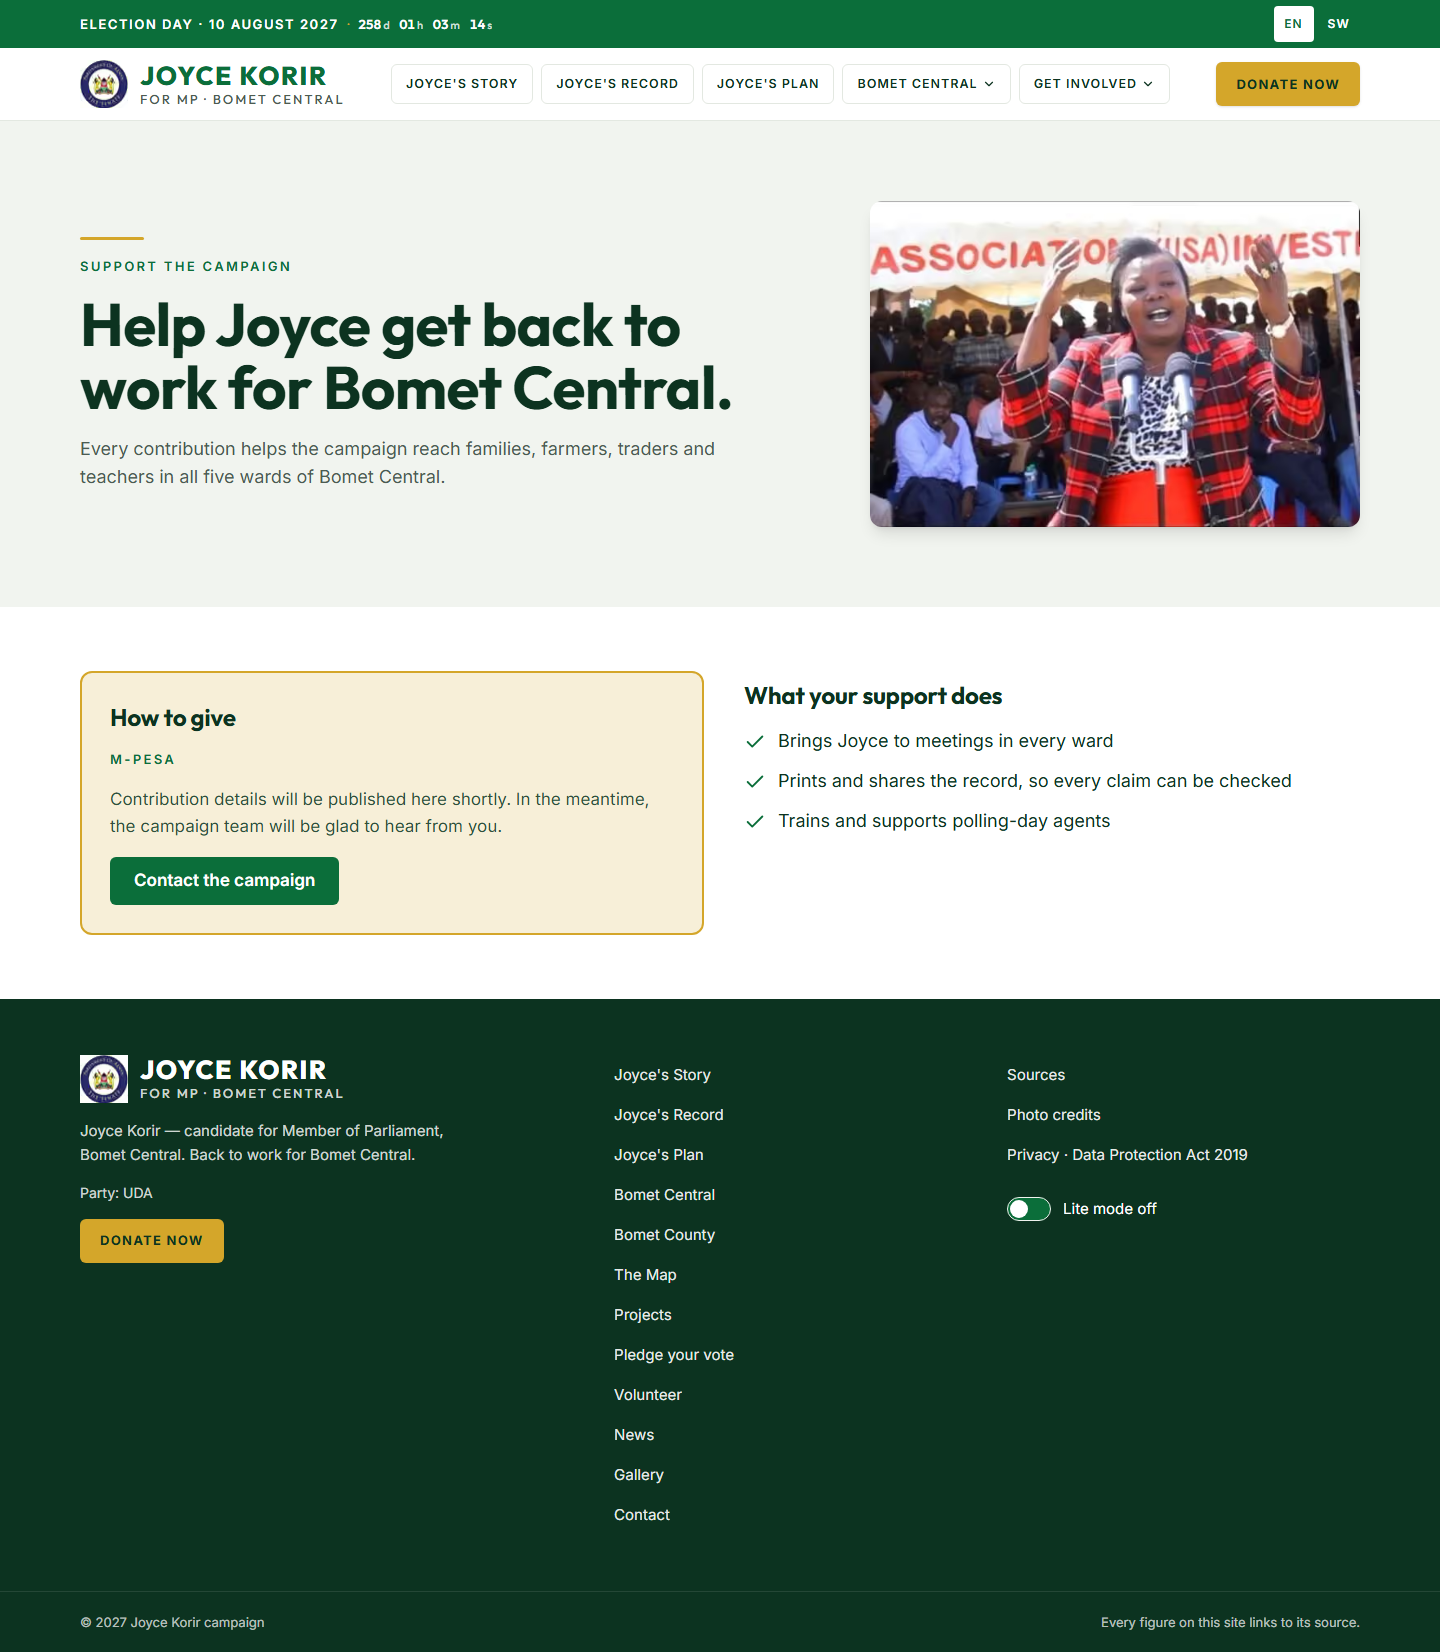 ELECTION DAY · 10 AUGUST 2027 · 258d 01h 03m 14s
EN SW
JOYCE KORIR
FOR MP · BOMET CENTRAL
JOYCE'S STORY
JOYCE'S RECORD
JOYCE'S PLAN
BOMET CENTRAL
GET INVOLVED
DONATE NOW
SUPPORT THE CAMPAIGN
Help Joyce get back to
work for Bomet Central.
Every contribution helps the campaign reach families, farmers, traders and
teachers in all five wards of Bomet Central.
How to give
M-PESA
Contribution details will be published here shortly. In the meantime,
the campaign team will be glad to hear from you.
Contact the campaign
What your support does
Brings Joyce to meetings in every ward
Prints and shares the record, so every claim can be checked
Trains and supports polling-day agents
JOYCE KORIR
FOR MP · BOMET CENTRAL
Joyce Korir — candidate for Member of Parliament,
Bomet Central. Back to work for Bomet Central.
Party: UDA
DONATE NOW
Joyce's Story
Joyce's Record
Joyce's Plan
Bomet Central
Bomet County
The Map
Projects
Pledge your vote
Volunteer
News
Gallery
Contact
Sources
Photo credits
Privacy · Data Protection Act 2019
Lite mode off
© 2027 Joyce Korir campaign
Every figure on this site links to its source.